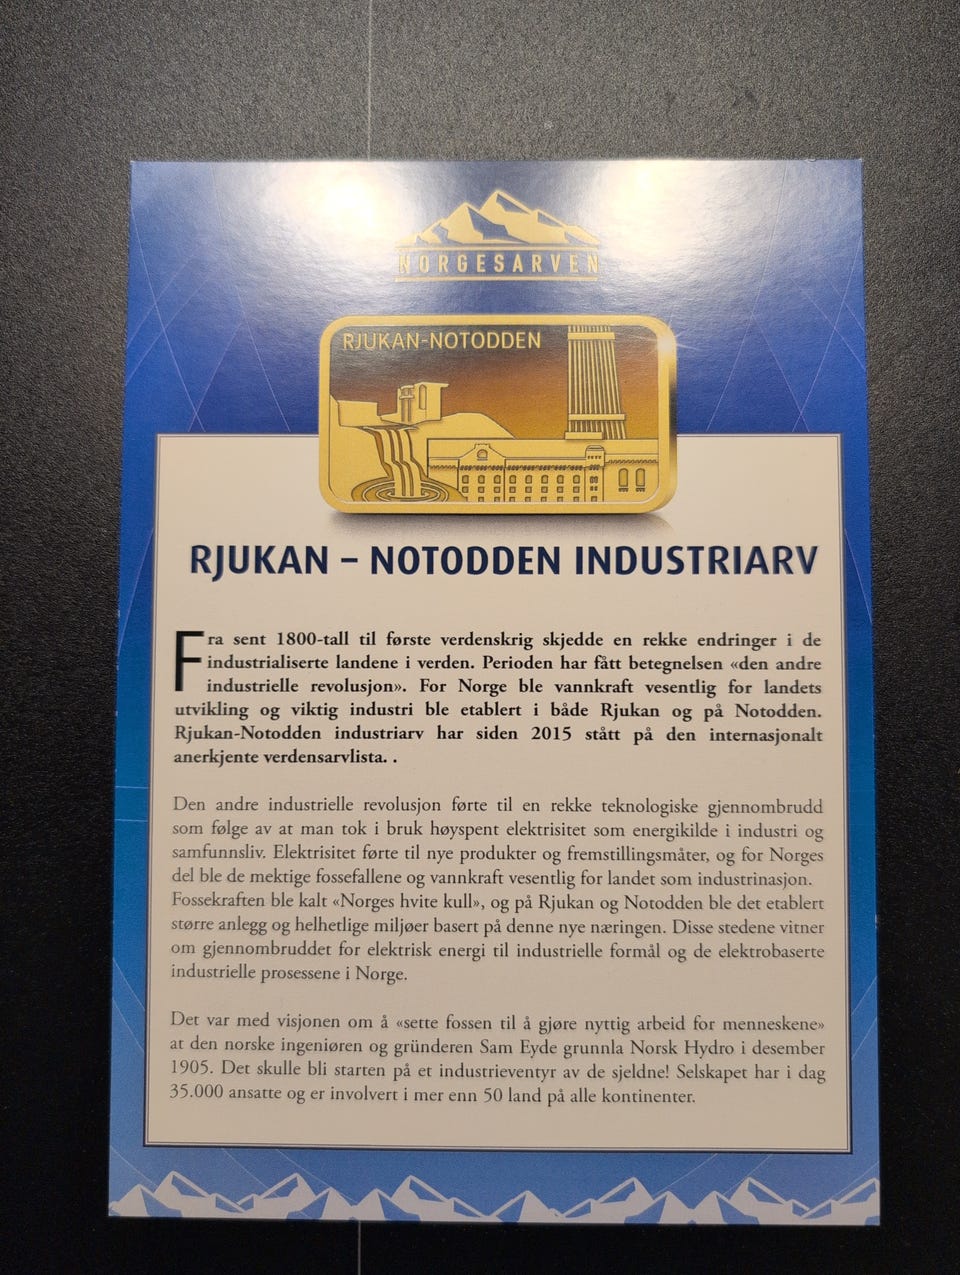 NORGESARVEN
RJUKAN-NOTODDEN
RJUKAN – NOTODDEN INDUSTRIARV
Fra sent 1800-tall til første verdenskrig skjedde en rekke endringer i de
industrialiserte landene i verden. Perioden har fått betegnelsen «den andre
industrielle revolusjon». For Norge ble vannkraft vesentlig for landets
utvikling og viktig industri ble etablert i både Rjukan og på Notodden.
Rjukan-Notodden industriarv har siden 2015 stått på den internasjonalt
anerkjente verdensarvlista. .
Den andre industrielle revolusjon førte til en rekke teknologiske gjennombrudd
som følge av at man tok i bruk høyspent elektrisitet som energikilde i industri og
samfunnsliv. Elektrisitet førte til nye produkter og fremstillingsmåter, og for Norges
del ble de mektige fossefallene og vannkraft vesentlig for landet som industrinasjon.
Fossekraften ble kalt «Norges hvite kull», og på Rjukan og Notodden ble det etablert
større anlegg og helhetlige miljøer basert på denne nye næringen. Disse stedene vitner
om gjennombruddet for elektrisk energi til industrielle formål og de elektrobaserte
industrielle prosessene i Norge.
Det var med visjonen om å «sette fossen til å gjøre nyttig arbeid for menneskene»
at den norske ingeniøren og gründeren Sam Eyde grunnla Norsk Hydro i desember
1905. Det skulle bli starten på et industrieventyr av de sjeldne! Selskapet har i dag
35.000 ansatte og er involvert i mer enn 50 land på alle kontinenter.